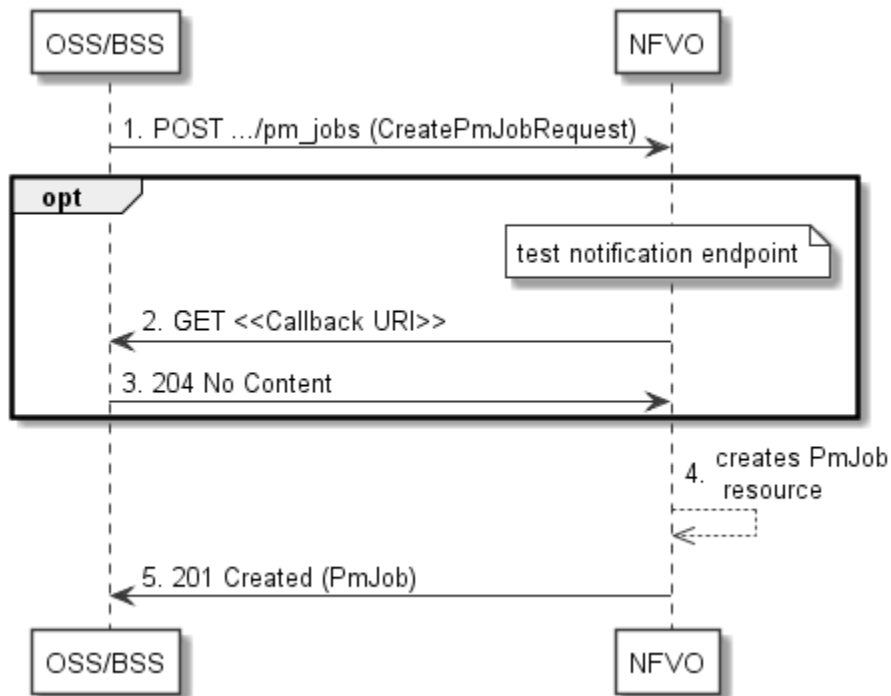 OSS/BSS
NFVO
1. POST .../pm_jobs (CreatePmJobRequest)
opt
test notification endpoint
2. GET <<Callback URI>>
3. 204 No Content
4. creates PmJob
resource
5. 201 Created (PmJob)
OSS/BSS
NFVO